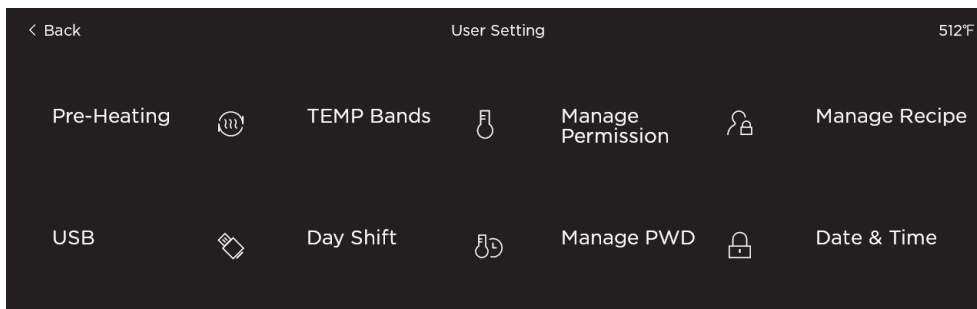 < Back
User Setting
512°F
Pre-Heating
TEMP Bands
Manage
Permission
Manage Recipe
USB
Day Shift
Manage PWD
Date & Time